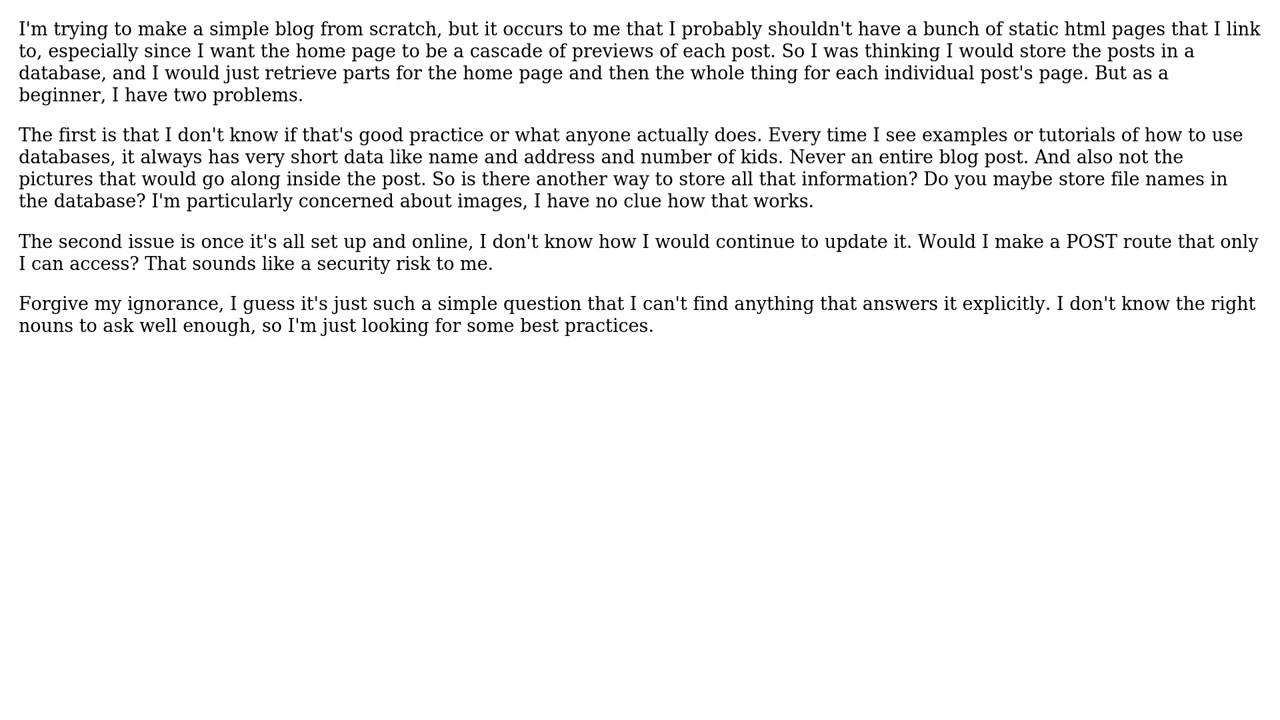 I'm trying to make a simple blog from scratch, but it occurs to me that I probably shouldn't have a bunch of static html pages that I link
to, especially since I want the home page to be a cascade of previews of each post. So I was thinking I would store the posts in a
database, and I would just retrieve parts for the home page and then the whole thing for each individual post's page. But as a
beginner, I have two problems.
The first is that I don't know if that's good practice or what anyone actually does. Every time I see examples or tutorials of how to use
databases, it always has very short data like name and address and number of kids. Never an entire blog post. And also not the
pictures that would go along inside the post. So is there another way to store all that information? Do you maybe store file names in
the database? I'm particularly concerned about images, I have no clue how that works.
The second issue is once it's all set up and online, I don't know how I would continue to update it. Would I make a POST route that only
I can access? That sounds like a security risk to me.
Forgive my ignorance, I guess it's just such a simple question that I can't find anything that answers it explicitly. I don't know the right
nouns to ask well enough, so I'm just looking for some best practices.